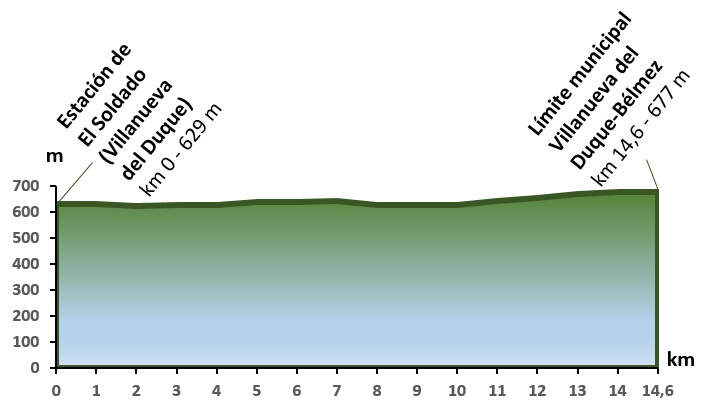 Estación de
El Soldado
(Villanueva
del Duque)
km 0 - 629 m
Límite municipal
Villanueva del
Duque-Bélmez
km 14,6 - 677 m
m
700
600
500
400
300
200
100
0
km
0 1 2 3 4 5 6 7 8 9 10 11 12 13 14 14,6